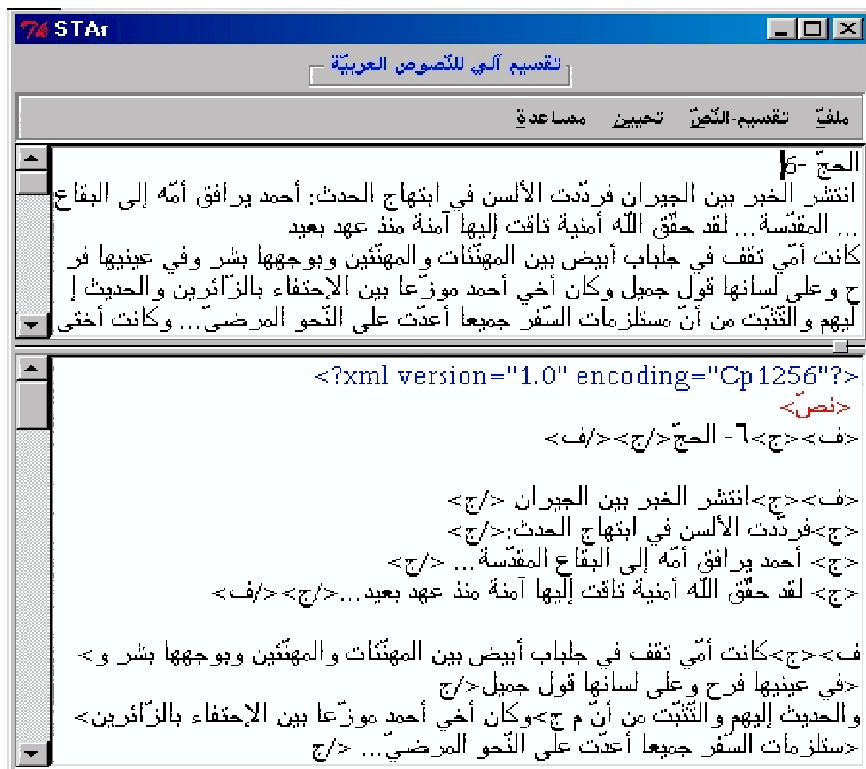 STAr
تقسيم آلي للنّصوص العربيّة
ملفّ تقسيم-النّصّ تحيين مساعدة
الحجّ -6
انتشر الخبر بين الجيران فردّدت الألسن في ابتهاج الحدث: أحمد يرافق أمّه إلى البقاع
... المقدّسة... لقد حقّق الله أمنية تاقت إليها آمنة منذ عهد بعيد
كانت أمّي تقف في جلباب أبيض بين المهنّئات والمهنّئين وبوجهها بشر وفي عينيها فر
ح وعلى لسانها قول جميل وكان أخي أحمد موزّعا بين الإحتفاء بالزّائرين والحديث إ
ليهم والتّثبّت من أنّ مستلزمات السّفر جميعا أعدّت على النّحو المرضيّ... وكانت أختي
<?xml version="1.0" encoding="Cp1256"?>
<نصّ>
<ف><ج>٦- الحجّ</ج></ف>
<ف><ج>انتشر الخبر بين الجيران </ج>
<ج>فردّدت الألسن في ابتهاج الحدث:</ج>
<ج> أحمد يرافق أمّه إلى البقاع المقدّسة... </ج>
<ج> لقد حقّق الله أمنية تاقت إليها آمنة منذ عهد بعيد...</ج></ف>
ف><ج>كانت أمّي تقف في جلباب أبيض بين المهنّئات والمهنّئين وبوجهها بشر و>
<في عينيها فرح وعلى لسانها قول جميل</ج
والحديث إليهم والتّثبّت من أنّ م ج>وكان أخي أحمد موزّعا بين الإحتفاء بالزّائرين>
<ستلزمات السّفر جميعا أعدّت على النّحو المرضيّ... </ج